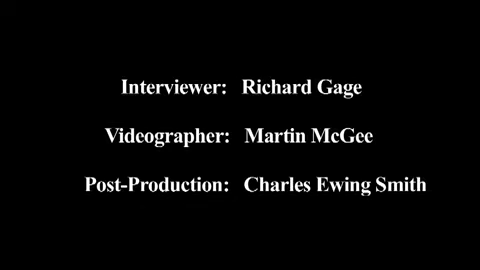 Interviewer: Richard Gage
Videographer: Martin McGee
Post-Production: Charles Ewing Smith